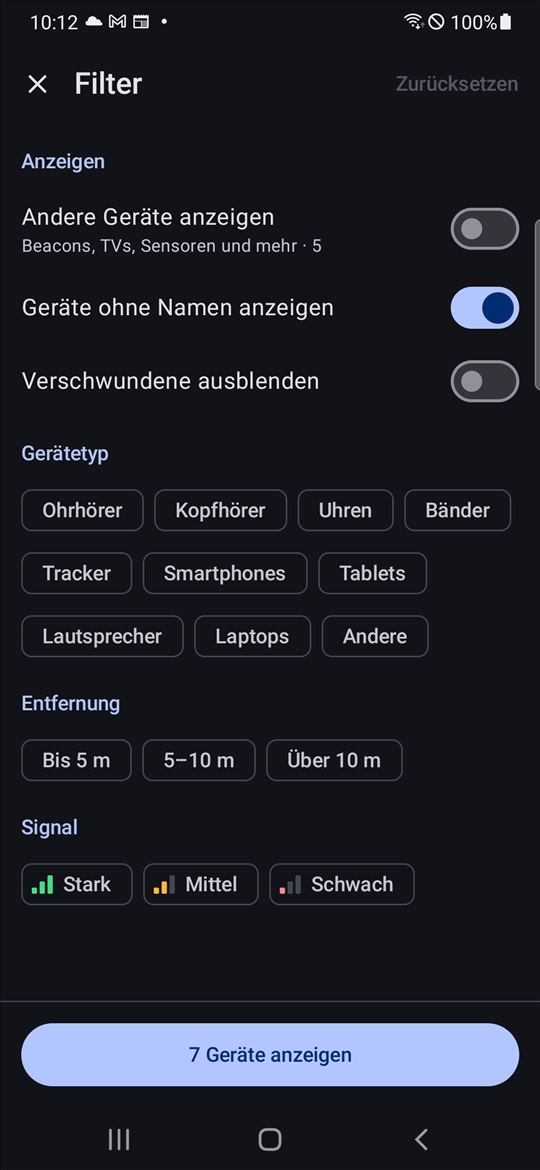 10:12 100%
Filter Zurücksetzen
Anzeigen
Andere Geräte anzeigen
Beacons, TVs, Sensoren und mehr · 5
Geräte ohne Namen anzeigen
Verschwundene ausblenden
Gerätetyp
Ohrhörer Kopfhörer Uhren Bänder
Tracker Smartphones Tablets
Lautsprecher Laptops Andere
Entfernung
Bis 5 m 5–10 m Über 10 m
Signal
Stark Mittel Schwach
7 Geräte anzeigen